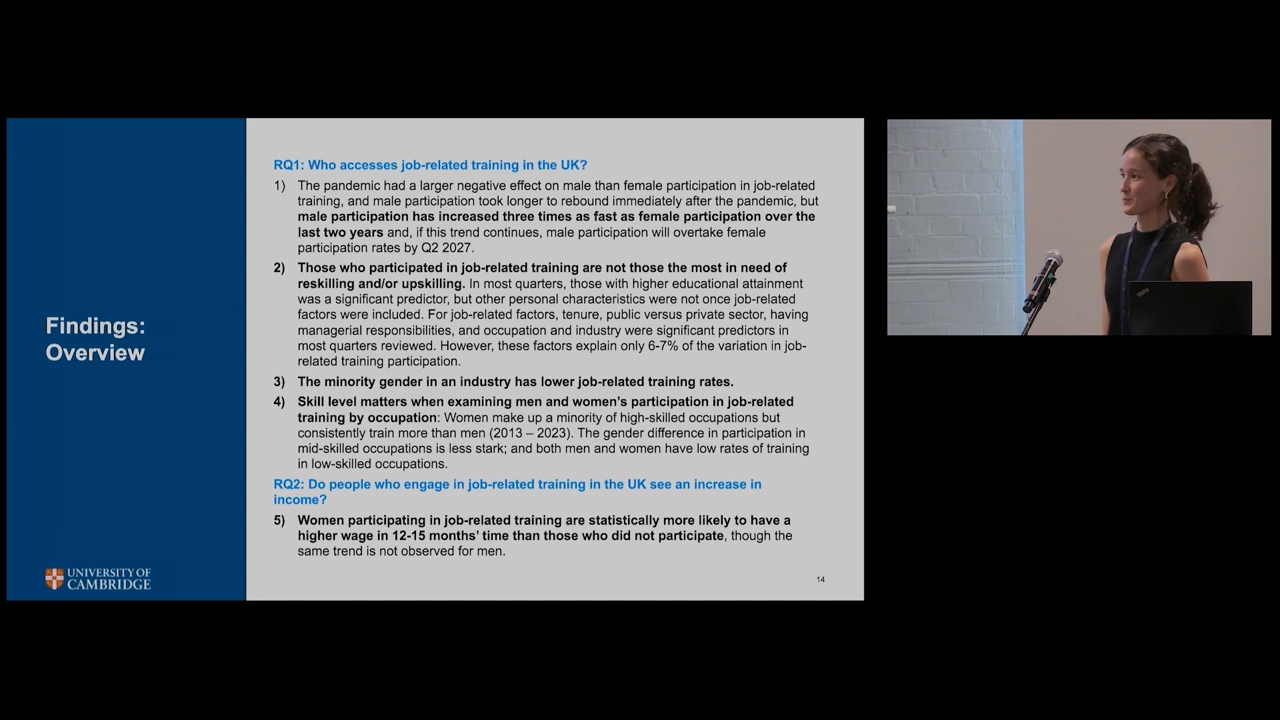 Findings:
Overview
UNIVERSITY OF
CAMBRIDGE
RQ1: Who accesses job-related training in the UK?
1) The pandemic had a larger negative effect on male than female participation in job-related
training, and male participation took longer to rebound immediately after the pandemic, but
male participation has increased three times as fast as female participation over the
last two years and, if this trend continues, male participation will overtake female
participation rates by Q2 2027.
2) Those who participated in job-related training are not those the most in need of
reskilling and/or upskilling. In most quarters, those with higher educational attainment
was a significant predictor, but other personal characteristics were not once job-related
factors were included. For job-related factors, tenure, public versus private sector, having
managerial responsibilities, and occupation and industry were significant predictors in
most quarters reviewed. However, these factors explain only 6-7% of the variation in job-
related training participation.
3) The minority gender in an industry has lower job-related training rates.
4) Skill level matters when examining men and women’s participation in job-related
training by occupation: Women make up a minority of high-skilled occupations but
consistently train more than men (2013 – 2023). The gender difference in participation in
mid-skilled occupations is less stark; and both men and women have low rates of training
in low-skilled occupations.
RQ2: Do people who engage in job-related training in the UK see an increase in
income?
5) Women participating in job-related training are statistically more likely to have a
higher wage in 12-15 months’ time than those who did not participate, though the
same trend is not observed for men.
14